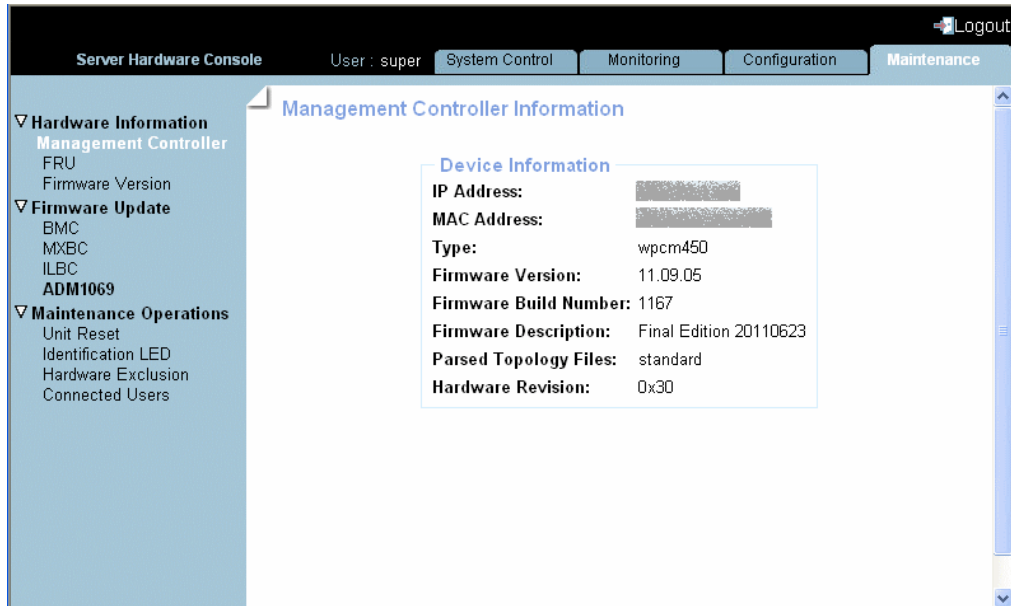 Logout
Server Hardware Console User : super System Control Monitoring Configuration Maintenance
Hardware Information
Management Controller
FRU
Firmware Version
Firmware Update
BMC
MXBC
ILBC
ADM1069
Maintenance Operations
Unit Reset
Identification LED
Hardware Exclusion
Connected Users
Management Controller Information
Device Information
IP Address:
MAC Address:
Type: wpcm450
Firmware Version: 11.09.05
Firmware Build Number: 1167
Firmware Description: Final Edition 20110623
Parsed Topology Files: standard
Hardware Revision: 0x30